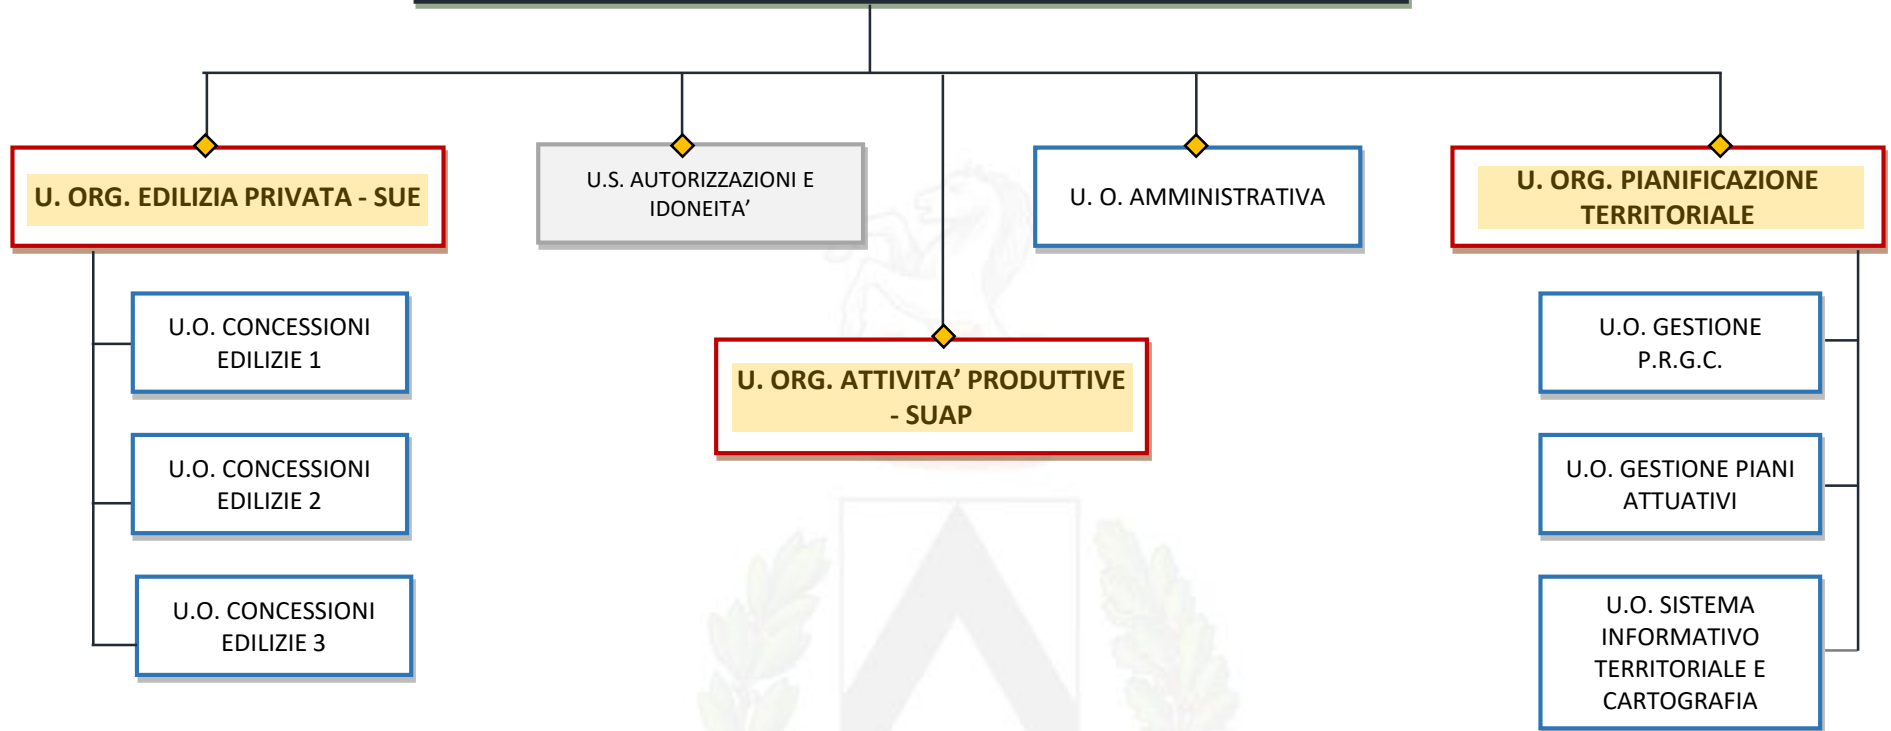 U. ORG. EDILIZIA PRIVATA - SUE
U.S. AUTORIZZAZIONI E
IDONEITA’
U. O. AMMINISTRATIVA
U. ORG. PIANIFICAZIONE
TERRITORIALE
U.O. CONCESSIONI
EDILIZIE 1
U. ORG. ATTIVITA’ PRODUTTIVE
- SUAP
U.O. GESTIONE
P.R.G.C.
U.O. CONCESSIONI
EDILIZIE 2
U.O. GESTIONE PIANI
ATTUATIVI
U.O. CONCESSIONI
EDILIZIE 3
U.O. SISTEMA
INFORMATIVO
TERRITORIALE E
CARTOGRAFIA